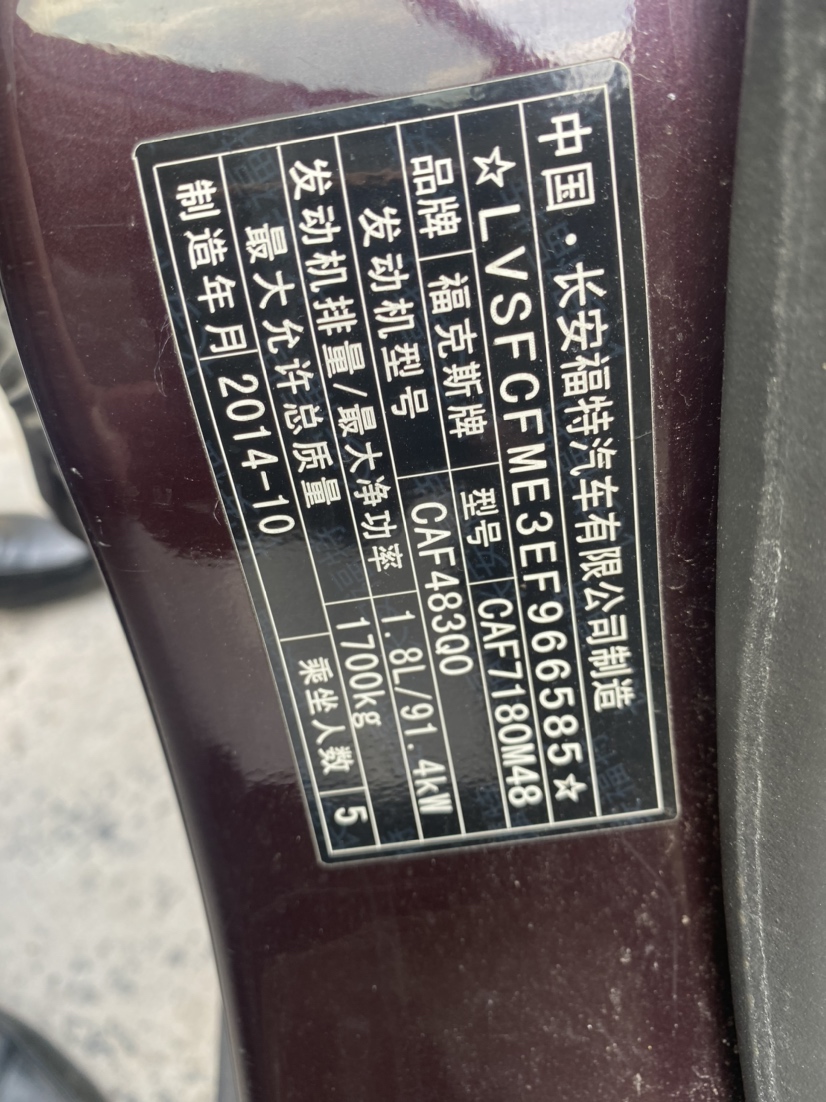 中国·长安福特汽车有限公司制造
☆LVSFCFME3EF966585☆
品牌 福克斯牌 型号 CAF7180M48
发动机型号 CAF483Q0
发动机排量/最大净功率 1.8L/91.4kW
最大允许总质量 1700kg
制造年月 2014-10 乘坐人数 5